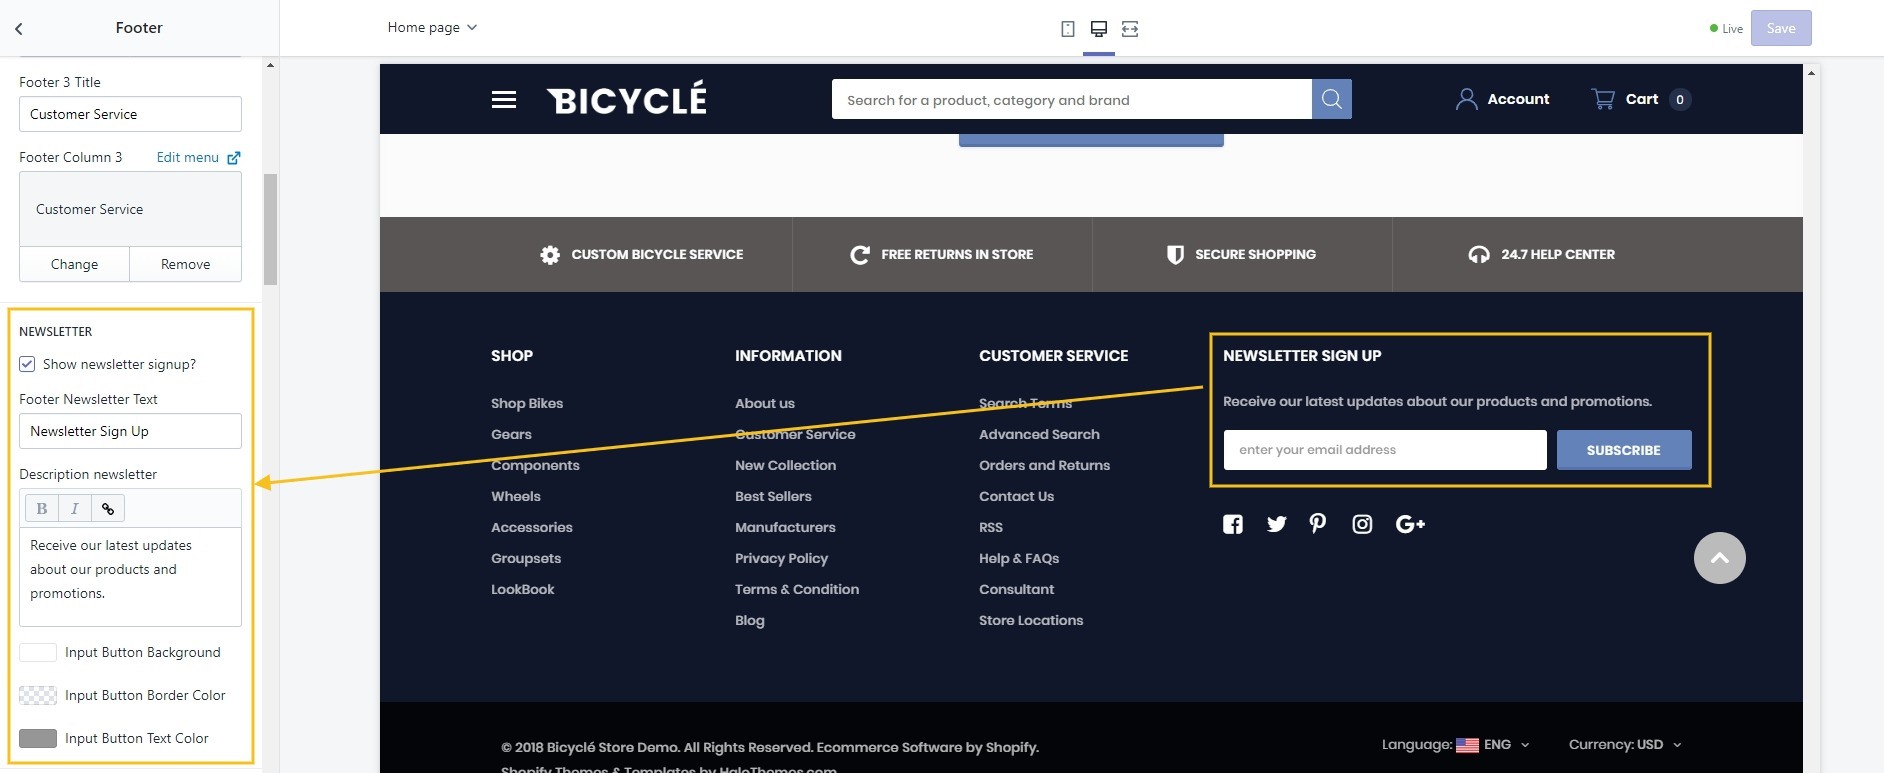 Footer
Home page
Live
Save
Footer 3 Title
Customer Service
Footer Column 3
Edit menu
Customer Service
Change
Remove
NEWSLETTER
Show newsletter signup?
Footer Newsletter Text
Newsletter Sign Up
Description newsletter
B I
Receive our latest updates
about our products and
promotions.
Input Button Background
Input Button Border Color
Input Button Text Color
BICYCLÉ
Search for a product, category and brand
Account
Cart 0
CUSTOM BICYCLE SERVICE
FREE RETURNS IN STORE
SECURE SHOPPING
24.7 HELP CENTER
SHOP
Shop Bikes
Gears
Components
Wheels
Accessories
Groupsets
LookBook
INFORMATION
About us
Customer Service
New Collection
Best Sellers
Manufacturers
Privacy Policy
Terms & Condition
Blog
CUSTOMER SERVICE
Search Terms
Advanced Search
Orders and Returns
Contact Us
RSS
Help & FAQs
Consultant
Store Locations
NEWSLETTER SIGN UP
Receive our latest updates about our products and promotions.
enter your email address
SUBSCRIBE
G+
© 2018 Bicyclé Store Demo. All Rights Reserved. Ecommerce Software by Shopify.
Shopify Themes & Templates by HaloThemes.com
Language: ENG
Currency: USD